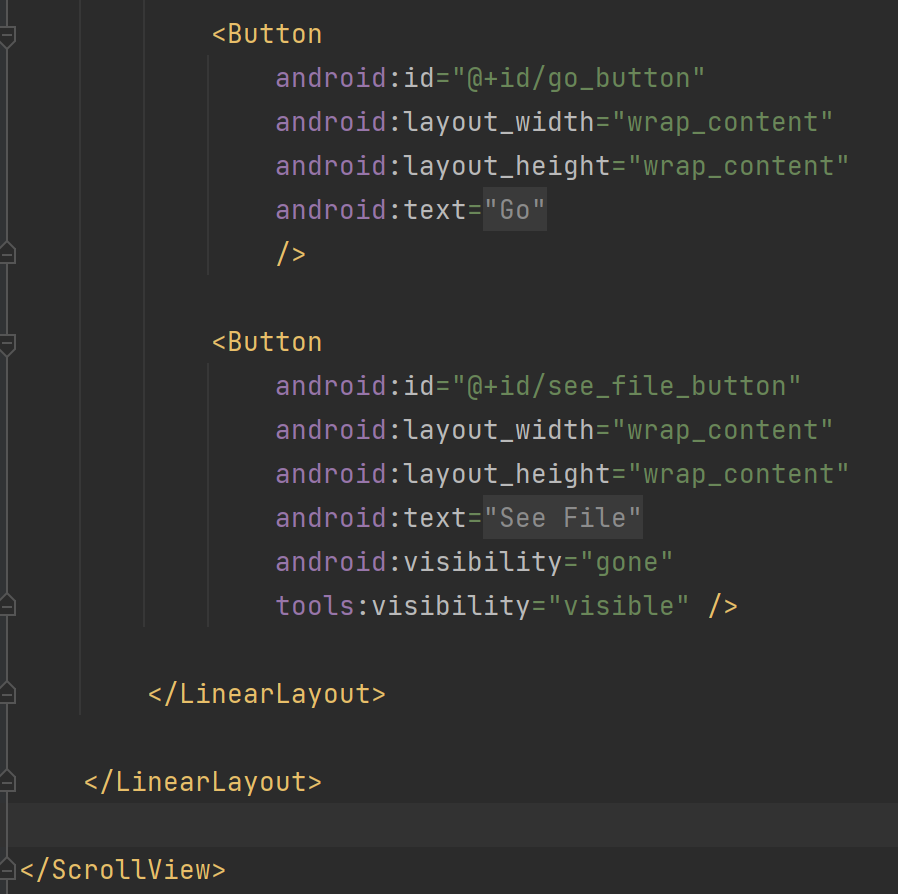 <Button
android:id="@+id/go_button"
android:layout_width="wrap_content"
android:layout_height="wrap_content"
android:text="Go"
/>
<Button
android:id="@+id/see_file_button"
android:layout_width="wrap_content"
android:layout_height="wrap_content"
android:text="See File"
android:visibility="gone"
tools:visibility="visible" />
</LinearLayout>
</LinearLayout>
</ScrollView>